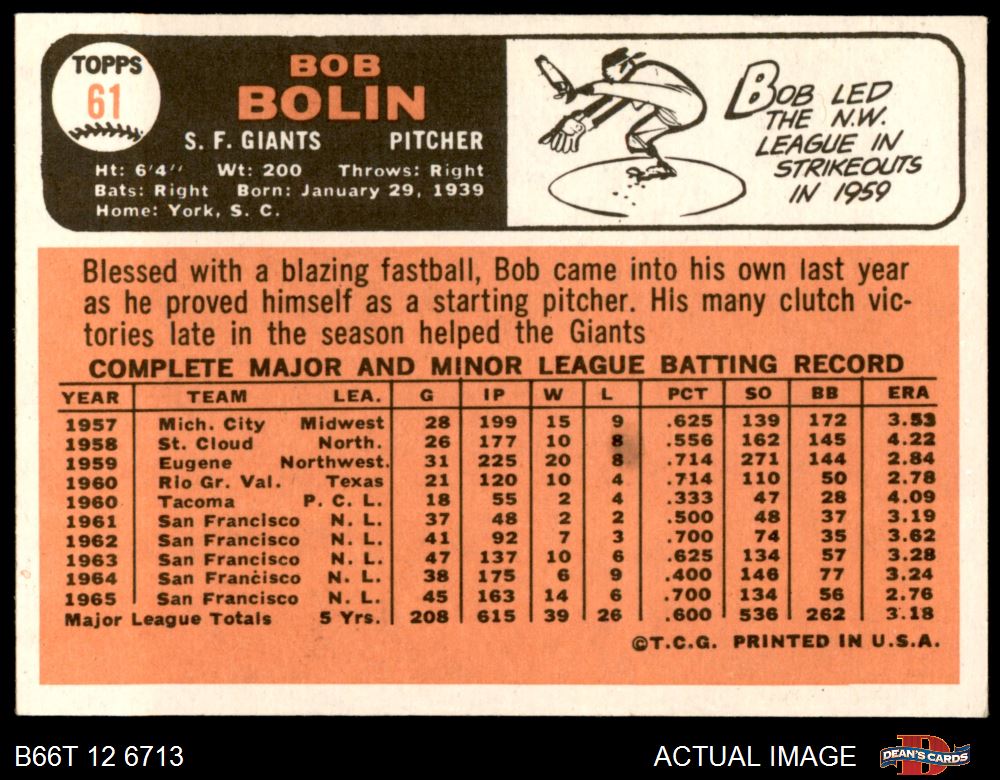 TOPPS
61
BOB
BOLIN
S. F. GIANTS PITCHER
Ht: 6'4'' Wt: 200 Throws: Right
Bats: Right Born: January 29, 1939
Home: York, S. C.
BOB LED
THE N.W.
LEAGUE IN
STRIKEOUTS
IN 1959
Blessed with a blazing fastball, Bob came into his own last year
as he proved himself as a starting pitcher. His many clutch vic-
tories late in the season helped the Giants
COMPLETE MAJOR AND MINOR LEAGUE BATTING RECORD
YEAR TEAM LEA. G IP W L PCT SO BB ERA
1957 Mich. City Midwest 28 199 15 9 .625 139 172 3.53
1958 St. Cloud North. 26 177 10 8 .556 162 145 4.22
1959 Eugene Northwest. 31 225 20 8 .714 271 144 2.84
1960 Rio Gr. Val. Texas 21 120 10 4 .714 110 50 2.78
1960 Tacoma P. C. L. 18 55 2 4 .333 47 28 4.09
1961 San Francisco N. L. 37 48 2 2 .500 48 37 3.19
1962 San Francisco N. L. 41 92 7 3 .700 74 35 3.62
1963 San Francisco N. L. 47 137 10 6 .625 134 57 3.28
1964 San Francisco N. L. 38 175 6 9 .400 146 77 3.24
1965 San Francisco N. L. 45 163 14 6 .700 134 56 2.76
Major League Totals 5 Yrs. 208 615 39 26 .600 536 262 3.18
©T.C.G. PRINTED IN U.S.A.
B66T 12 6713 ACTUAL IMAGE DEAN'S CARDS